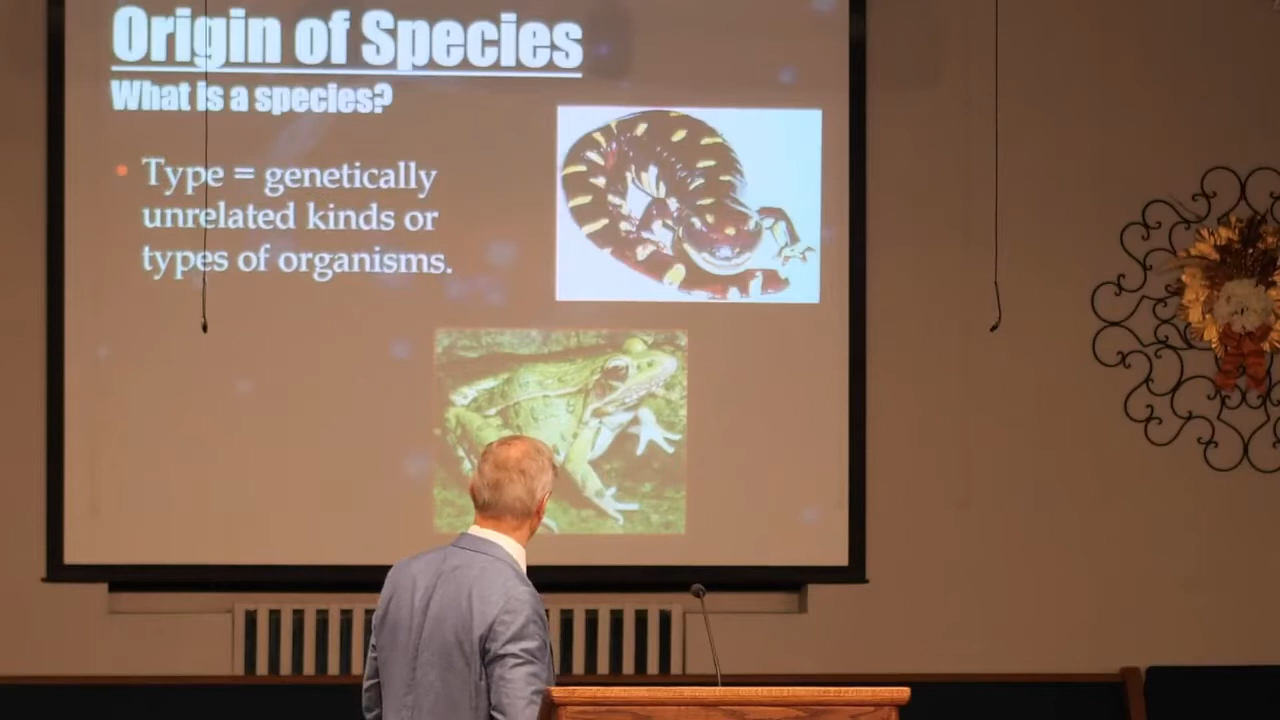 Origin of Species
What is a species?
• Type = genetically
unrelated kinds or
types of organisms.